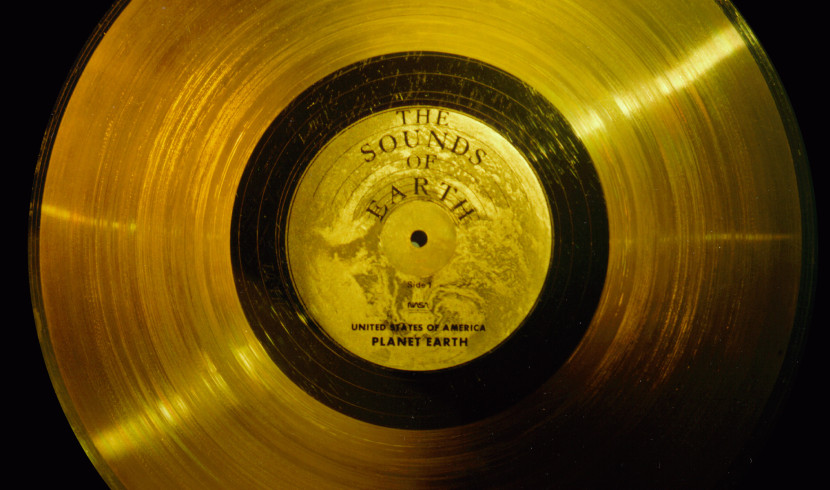 THE
SOUNDS
OF
EARTH
Side 1
NASA
UNITED STATES OF AMERICA
PLANET EARTH